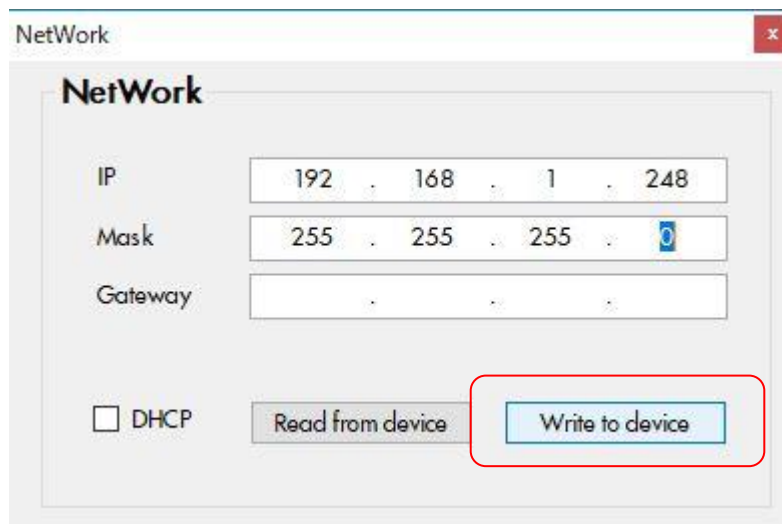 NetWork
x
NetWork
IP 192 . 168 . 1 . 248
Mask 255 . 255 . 255 . 0
Gateway . . .
DHCP Read from device Write to device